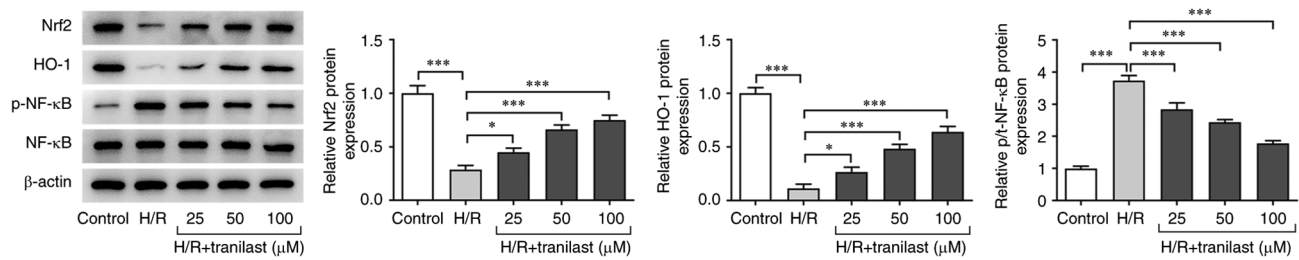 Nrf2
HO-1
p-NF-κB
NF-κB
β-actin
Control H/R 25 50 100
H/R+tranilast (μM)
Relative Nrf2 protein
expression
1.5
1.0
0.5
0.0
***
*
***
***
Control H/R 25 50 100
H/R+tranilast (μM)
Relative HO-1 protein
expression
1.5
1.0
0.5
0.0
***
*
***
***
Control H/R 25 50 100
H/R+tranilast (μM)
Relative p/t-NF-κB protein
expression
5
4
3
2
1
0
***
***
***
***
Control H/R 25 50 100
H/R+tranilast (μM)